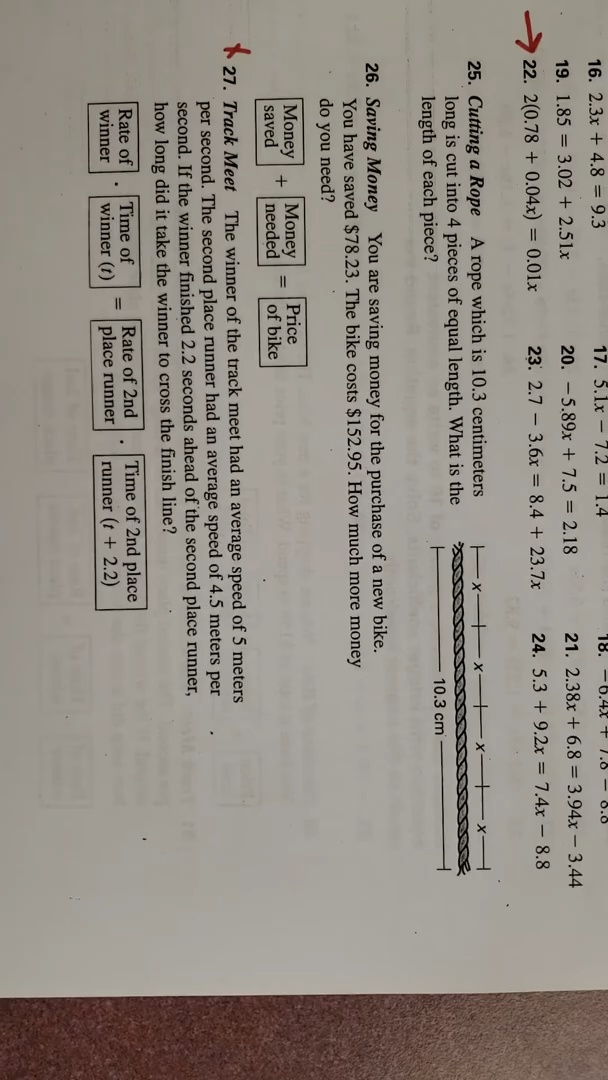 16. 2.3x + 4.8 = 9.3 17. 5.1x − 7.2 = 1.4 18. −6.4x + 7.8 = 8.8
19. 1.85 = 3.02 + 2.51x 20. −5.89x + 7.5 = 2.18 21. 2.38x + 6.8 = 3.94x − 3.44
22. 2(0.78 + 0.04x) = 0.01x 23. 2.7 − 3.6x = 8.4 + 23.7x 24. 5.3 + 9.2x = 7.4x − 8.8
25. Cutting a Rope A rope which is 10.3 centimeters
long is cut into 4 pieces of equal length. What is the
length of each piece?
x x x x
10.3 cm
26. Saving Money You are saving money for the purchase of a new bike.
You have saved $78.23. The bike costs $152.95. How much more money
do you need?
Money + Money = Price
saved needed of bike
27. Track Meet The winner of the track meet had an average speed of 5 meters
per second. The second place runner had an average speed of 4.5 meters per
second. If the winner finished 2.2 seconds ahead of the second place runner,
how long did it take the winner to cross the finish line?
Rate of · Time of = Rate of 2nd · Time of 2nd place
winner winner (t) place runner runner (t + 2.2)